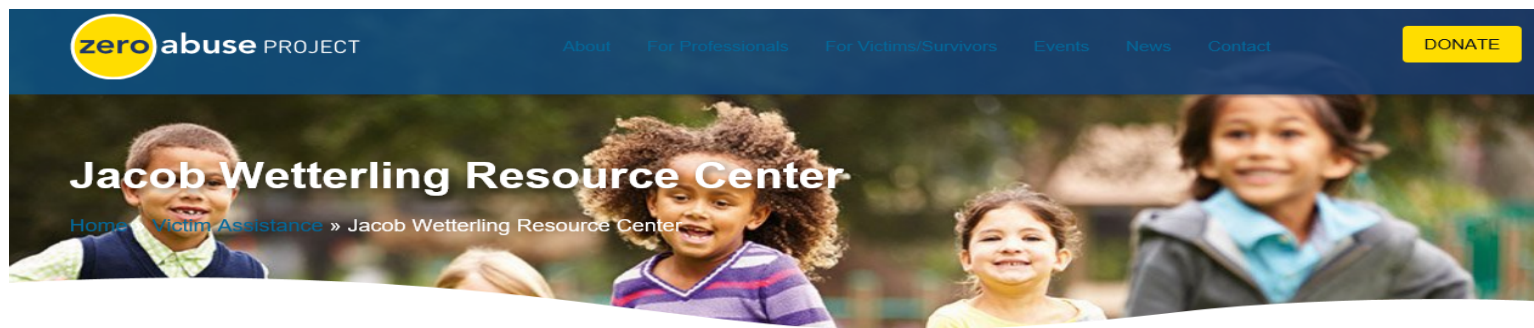 zero abuse PROJECT About For Professionals For Victims/Survivors Events News Contact DONATE
Jacob Wetterling Resource Center
Home » Victim Assistance » Jacob Wetterling Resource Center